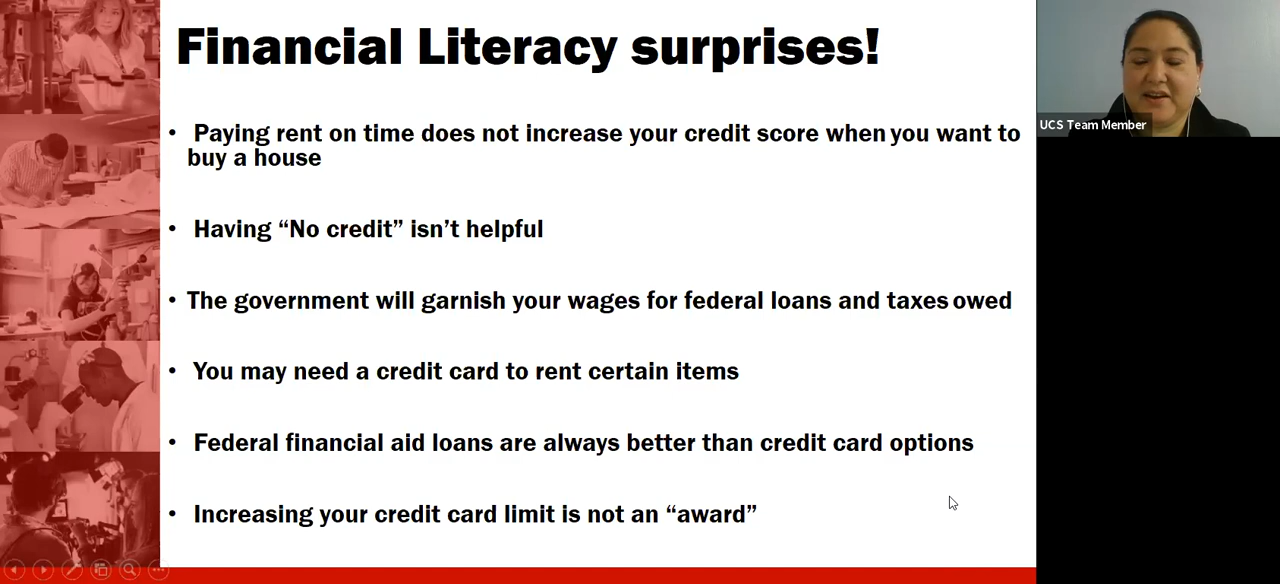 Financial Literacy surprises!
• Paying rent on time does not increase your credit score when you want to
buy a house
• Having “No credit” isn’t helpful
• The government will garnish your wages for federal loans and taxes owed
• You may need a credit card to rent certain items
• Federal financial aid loans are always better than credit card options
• Increasing your credit card limit is not an “award”
UCS Team Member